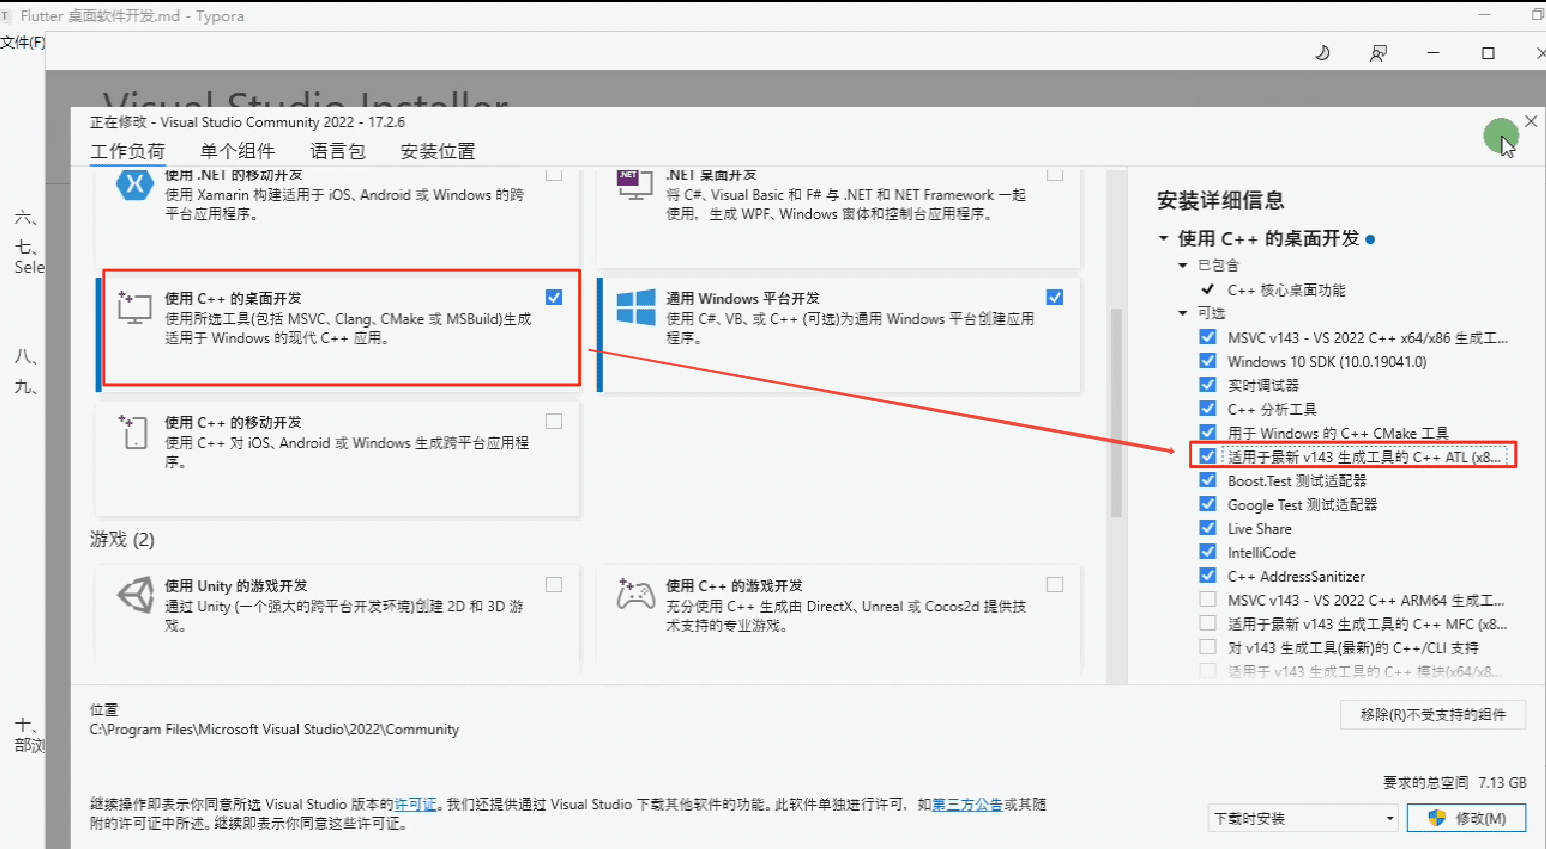 Flutter 桌面软件开发.md - Typora
文件(F)
Visual Studio Installer
正在修改 - Visual Studio Community 2022 - 17.2.6
工作负荷 单个组件 语言包 安装位置
使用 .NET 的移动开发
使用 Xamarin 构建适用于 iOS、Android 或 Windows 的跨
平台应用程序。
.NET 桌面开发
将 C#、Visual Basic 和 F# 与 .NET 和 .NET Framework 一起
使用，生成 WPF、Windows 窗体和控制台应用程序。
使用 C++ 的桌面开发
使用所选工具(包括 MSVC、Clang、CMake 或 MSBuild)生成
适用于 Windows 的现代 C++ 应用。
通用 Windows 平台开发
使用 C#、VB、或 C++ (可选)为通用 Windows 平台创建应用
程序。
使用 C++ 的移动开发
使用 C++ 对 iOS、Android 或 Windows 生成跨平台应用程
序。
游戏 (2)
使用 Unity 的游戏开发
通过 Unity (一个强大的跨平台开发环境)创建 2D 和 3D 游
戏。
使用 C++ 的游戏开发
充分使用 C++ 生成由 DirectX、Unreal 或 Cocos2d 提供技
术支持的专业游戏。
安装详细信息
使用 C++ 的桌面开发
已包含
C++ 核心桌面功能
可选
MSVC v143 - VS 2022 C++ x64/x86 生成工...
Windows 10 SDK (10.0.19041.0)
实时调试器
C++ 分析工具
用于 Windows 的 C++ CMake 工具
适用于最新 v143 生成工具的 C++ ATL (x8...
Boost.Test 测试适配器
Google Test 测试适配器
Live Share
IntelliCode
C++ AddressSanitizer
MSVC v143 - VS 2022 C++ ARM64 生成工...
适用于最新 v143 生成工具的 C++ MFC (x8...
对 v143 生成工具(最新)的 C++/CLI 支持
适用于 v143 生成工具的 C++ 模块(x64/x8...
六、
七、
Sele
八、
九、
十、
部浏
位置
C:\Program Files\Microsoft Visual Studio\2022\Community
移除(R)不受支持的组件
要求的总空间 7.13 GB
继续操作即表示你同意所选 Visual Studio 版本的许可证。我们还提供通过 Visual Studio 下载其他软件的功能。此软件单独进行许可，如第三方公告或其随
附的许可证中所述。继续即表示你同意这些许可证。
下载时安装
修改(M)